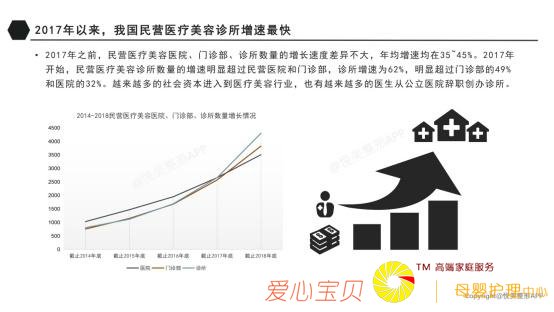 2017年以来，我国民营医疗美容诊所增速最快
• 2017年之前，民营医疗美容医院、门诊部、诊所数量的增长速度差异不大，年均增速均在35~45%。2017年
开始，民营医疗美容诊所数量的增速明显超过民营医院和门诊部，诊所增速为62%，明显超过门诊部的49%
和医院的32%。越来越多的社会资本进入到医疗美容行业，也有越来越多的医生从公立医院辞职创办诊所。
2014-2018民营医疗美容医院、门诊部、诊所数量增长情况
4500
4000
3500
3000
2500
2000
1500
1000
500
0
截止2014年底 截止2015年底 截止2016年底 截止2017年底 截止2018年底
医院 门诊部 诊所
@悦美整形APP
@悦美整形APP
爱心宝贝
TM 高端家庭服务
母婴护理中心
Copyright@悦美整形APP